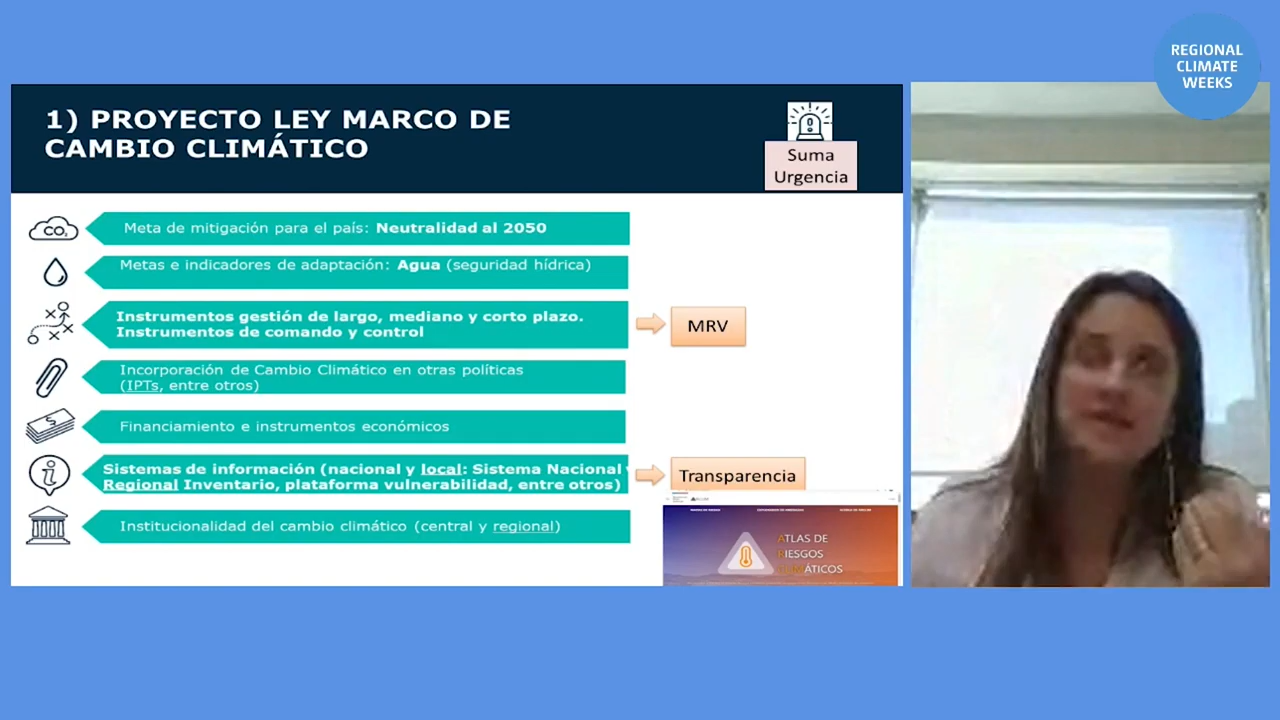 REGIONAL
CLIMATE
WEEKS
1) PROYECTO LEY MARCO DE
CAMBIO CLIMÁTICO
Suma
Urgencia
CO₂
Meta de mitigación para el país: Neutralidad al 2050
Metas e indicadores de adaptación: Agua (seguridad hídrica)
Instrumentos gestión de largo, mediano y corto plazo.
Instrumentos de comando y control
MRV
Incorporación de Cambio Climático en otras políticas
(IPTs, entre otros)
Financiamiento e instrumentos económicos
Sistemas de información (nacional y local: Sistema Nacional
Regional Inventario, plataforma vulnerabilidad, entre otros)
Transparencia
Institucionalidad del cambio climático (central y regional)
ATLAS DE
RIESGOS
CLIMÁTICOS